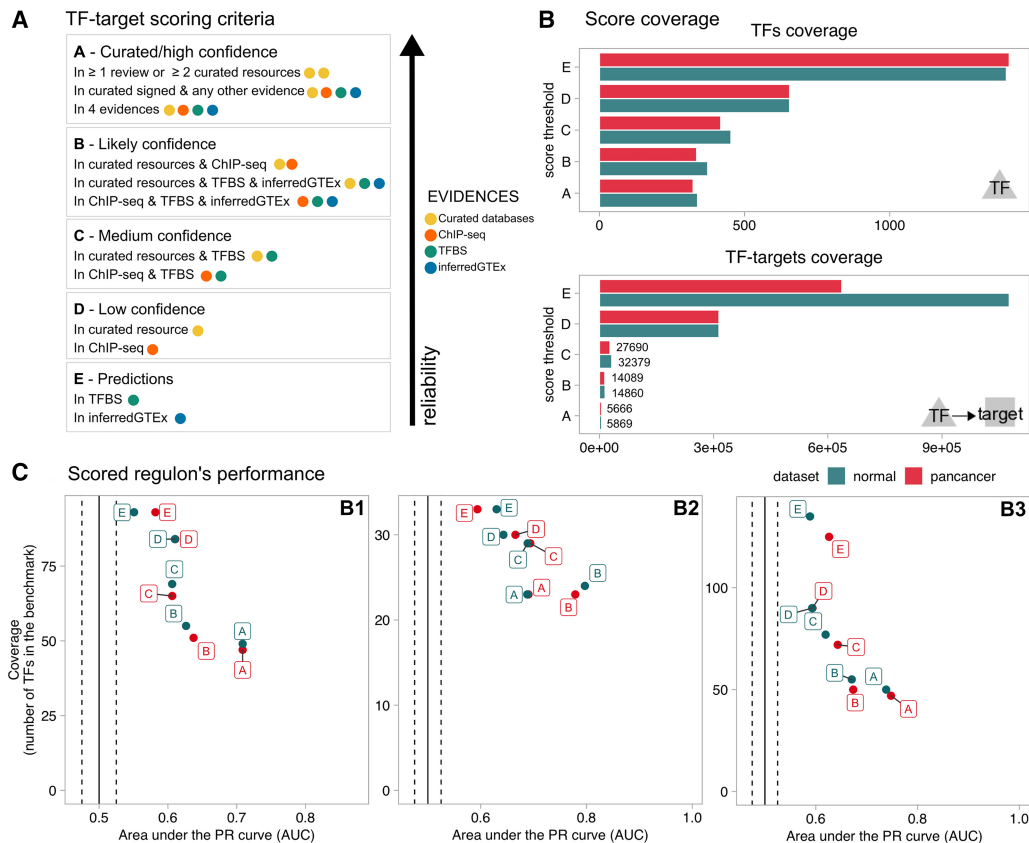 A
TF-target scoring criteria
A - Curated/high confidence
In ≥ 1 review or ≥ 2 curated resources
In curated signed & any other evidence
In 4 evidences
B - Likely confidence
In curated resources & ChIP-seq
In curated resources & TFBS & inferredGTEx
In ChIP-seq & TFBS & inferredGTEx
C - Medium confidence
In curated resources & TFBS
In ChIP-seq & TFBS
D - Low confidence
In curated resource
In ChIP-seq
E - Predictions
In TFBS
In inferredGTEx
reliability
EVIDENCES
Curated databases
ChIP-seq
TFBS
inferredGTEx
B
Score coverage
TFs coverage
score threshold
E
D
C
B
A
TF
0
500
1000
TF-targets coverage
score threshold
E
D
C
B
A
27690
32379
14089
14860
5666
5869
TF
target
0e+00
3e+05
6e+05
9e+05
dataset
normal
pancancer
C
Scored regulon's performance
Coverage
(number of TFs in the benchmark)
B1
75
50
25
0
E
E
D
D
C
C
B
B
A
A
0.5
0.6
0.7
0.8
Area under the PR curve (AUC)
B2
30
20
10
0
E
E
D
D
C
C
B
A
A
B
0.6
0.8
1.0
Area under the PR curve (AUC)
B3
100
50
0
E
E
D
D
C
C
B
A
B
A
0.6
0.8
1.0
Area under the PR curve (AUC)